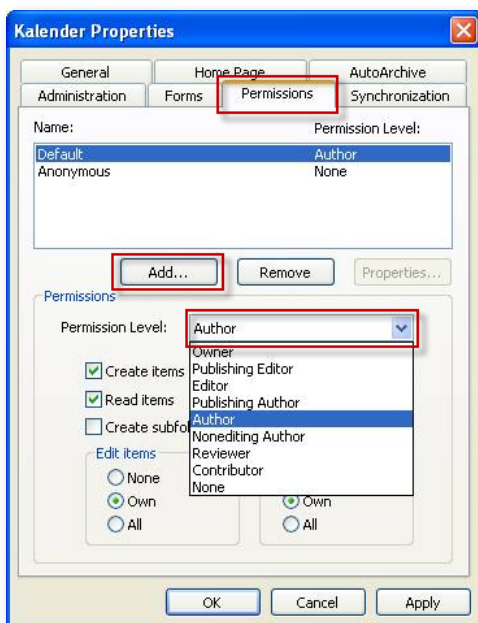 Kalender Properties
General Home Page AutoArchive
Administration Forms Permissions Synchronization
Name: Permission Level:
Default Author
Anonymous None
Add... Remove Properties...
Permissions
Permission Level: Author
Owner
Create items Publishing Editor
Editor
Read items Publishing Author
Author
Create subfol Nonediting Author
Edit items Reviewer
Contributor
None None
Own Own
All All
OK Cancel Apply